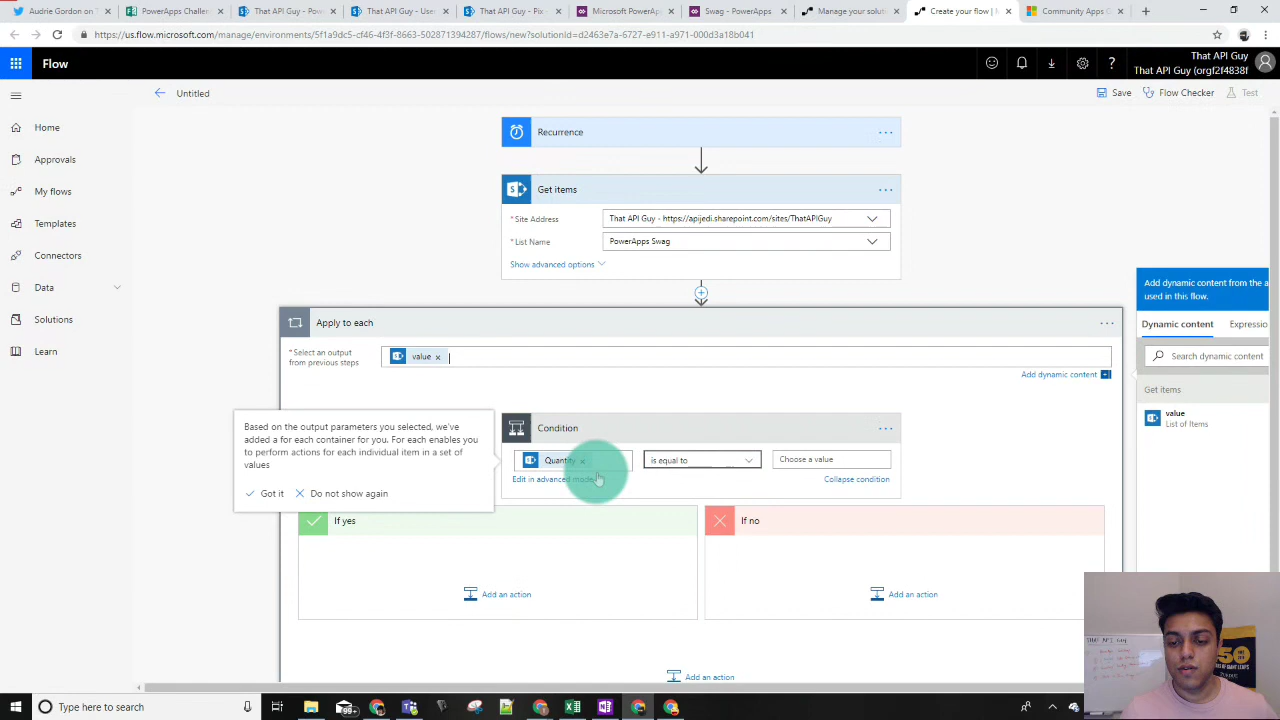 Audrie Gordon on T
PowerApps Challen
That API Guy - Pow
That API Guy - Use
That API Guy - Pix
Microsoft PowerAp
Swag - PowerApps
Manage your solut
Create your flow | M
Community Apps G
https://us.flow.microsoft.com/manage/environments/5f1a9dc5-cf46-4f3f-8663-502871394287/flows/new?solutionId=d2463e7a-6727-e911-a971-000d3a18b041
Flow
That API Guy
That API Guy (orgf2f4838f
Untitled
Save
Flow Checker
Test
Home
Approvals
My flows
Templates
Connectors
Data
Solutions
Learn
Recurrence
Get items
* Site Address
That API Guy - https://apijedi.sharepoint.com/sites/ThatAPIGuy
* List Name
PowerApps Swag
Show advanced options
Apply to each
* Select an output
from previous steps
value
Add dynamic content
Based on the output parameters you selected, we've
added a for each container for you. For each enables you
to perform actions for each individual item in a set of
values
Got it
Do not show again
Condition
Quantity
is equal to
Choose a value
Edit in advanced mode
Collapse condition
If yes
Add an action
If no
Add an action
Add an action
Add dynamic content from the a
used in this flow.
Dynamic content
Expressio
Search dynamic content
Get items
value
List of Items
Type here to search
99+